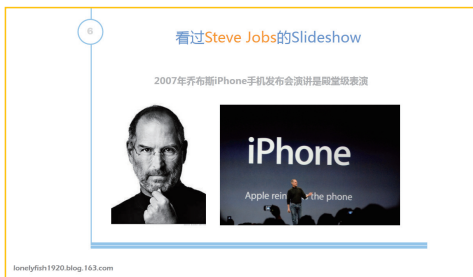 6
看过Steve Jobs的Slideshow
2007年乔布斯iPhone手机发布会演讲是殿堂级表演
iPhone
Apple rein the phone
lonelyfish1920.blog.163.com